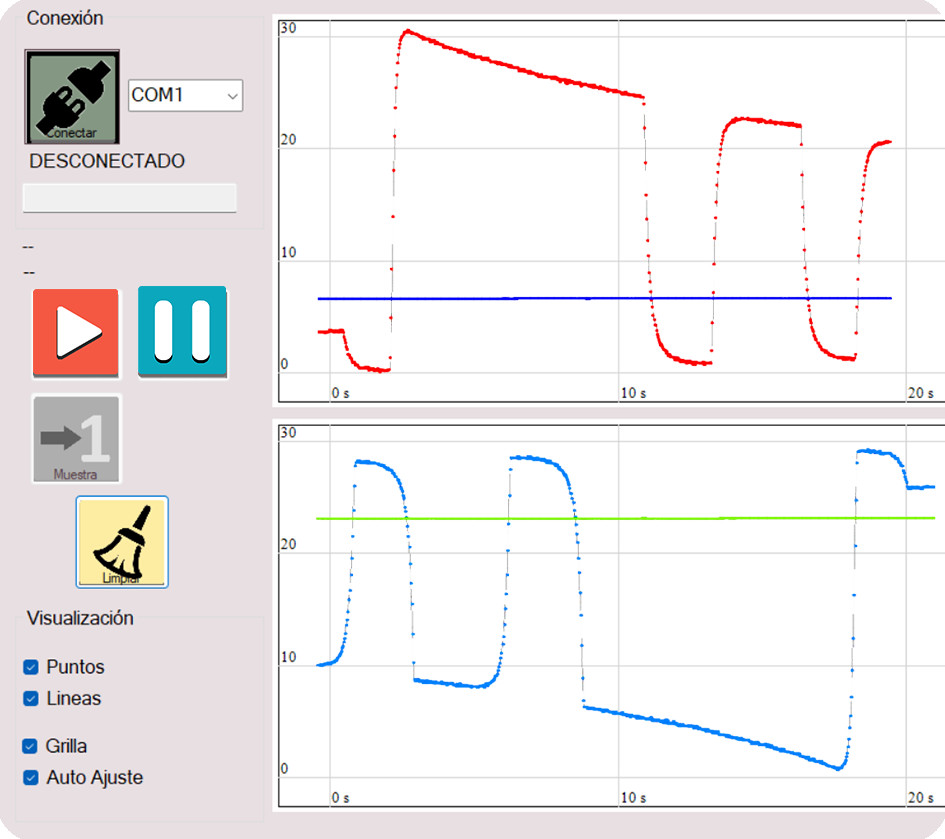 Conexión
Conectar
COM1
DESCONECTADO
--
--
1
Muestra
Limpiar
Visualización
Puntos
Lineas
Grilla
Auto Ajuste
30
20
10
0
0 s
10 s
20 s
30
20
10
0
0 s
10 s
20 s